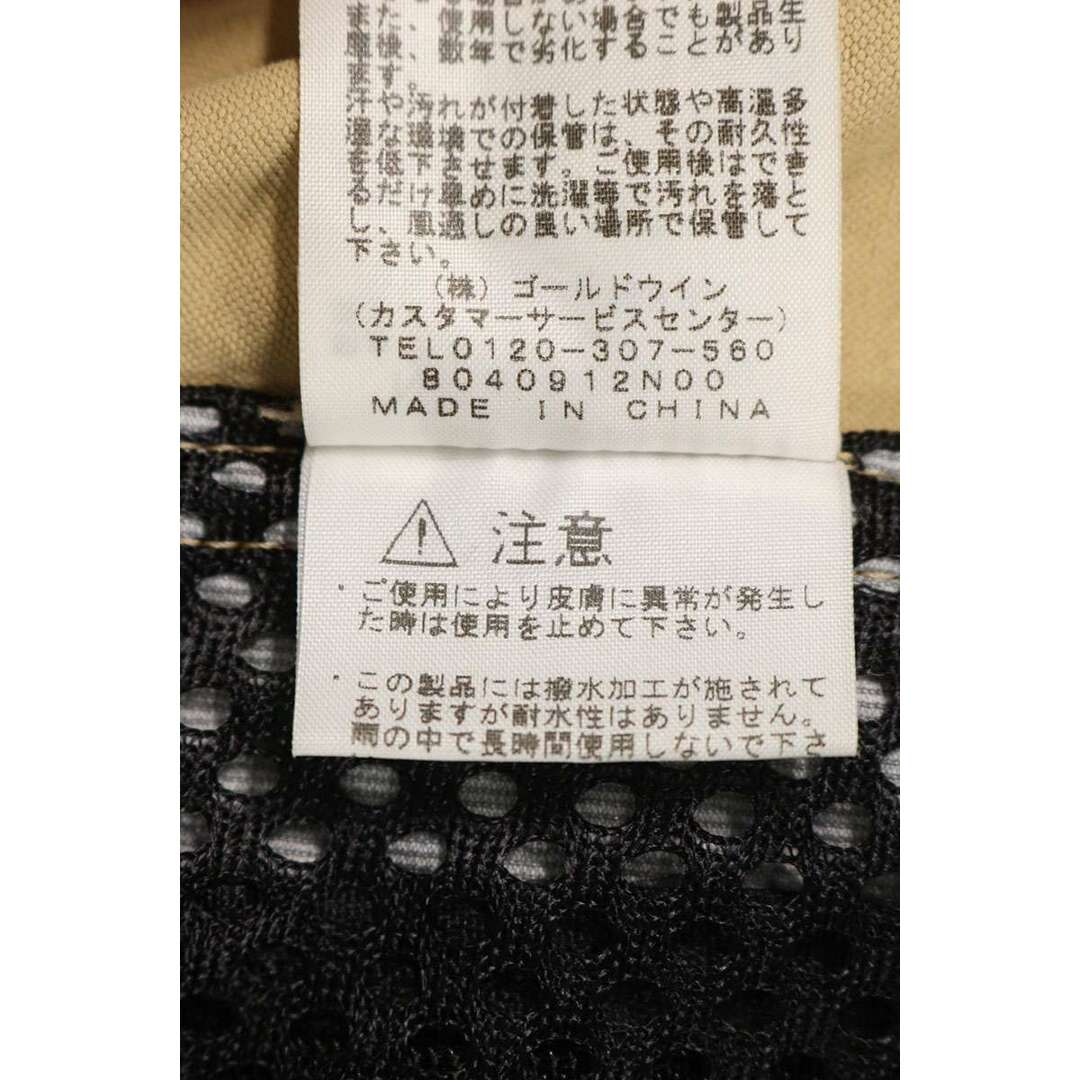 、使用しない場合でもこの製品
、数年で劣化することがあり
ます。
汗や汚れが付着した状態や高温多
湿な環境での保管は、その耐久性
を低下させます。ご使用後はでき
るだけ早めに洗濯等で汚れを落と
し、風通しの良い場所で保管して
下さい。
(株) ゴールドウイン
(カスタマーサービスセンター)
TEL0120-307-560
8040912N00
MADE IN CHINA
注意
・ご使用により皮膚に異常が発生し
た時は使用を止めて下さい。
・この製品には撥水加工が施されて
ありますが耐水性はありません。
雨の中で長時間使用しないで下さ